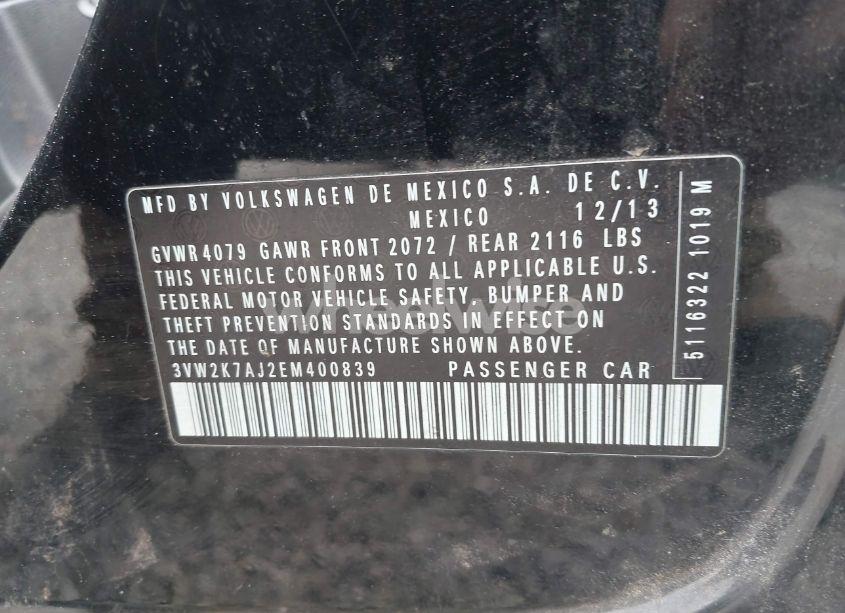 MFD BY VOLKSWAGEN DE MEXICO S.A. DE C.V.
MEXICO 12/13
GVWR 4079 GAWR FRONT 2072 / REAR 2116 LBS
THIS VEHICLE CONFORMS TO ALL APPLICABLE U.S.
FEDERAL MOTOR VEHICLE SAFETY, BUMPER AND
THEFT PREVENTION STANDARDS IN EFFECT ON
THE DATE OF MANUFACTURE SHOWN ABOVE.
3VW2K7AJ2EM400839 PASSENGER CAR
5116322 1019 M
wheelwise